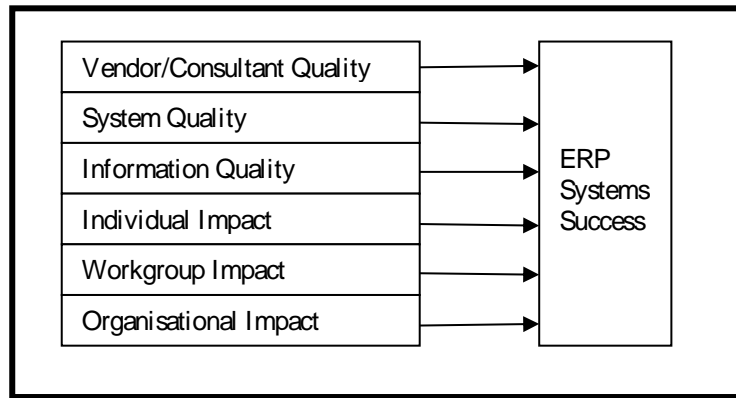 Vendor/Consultant Quality
System Quality
Information Quality
Individual Impact
Workgroup Impact
Organisational Impact
ERP
Systems
Success